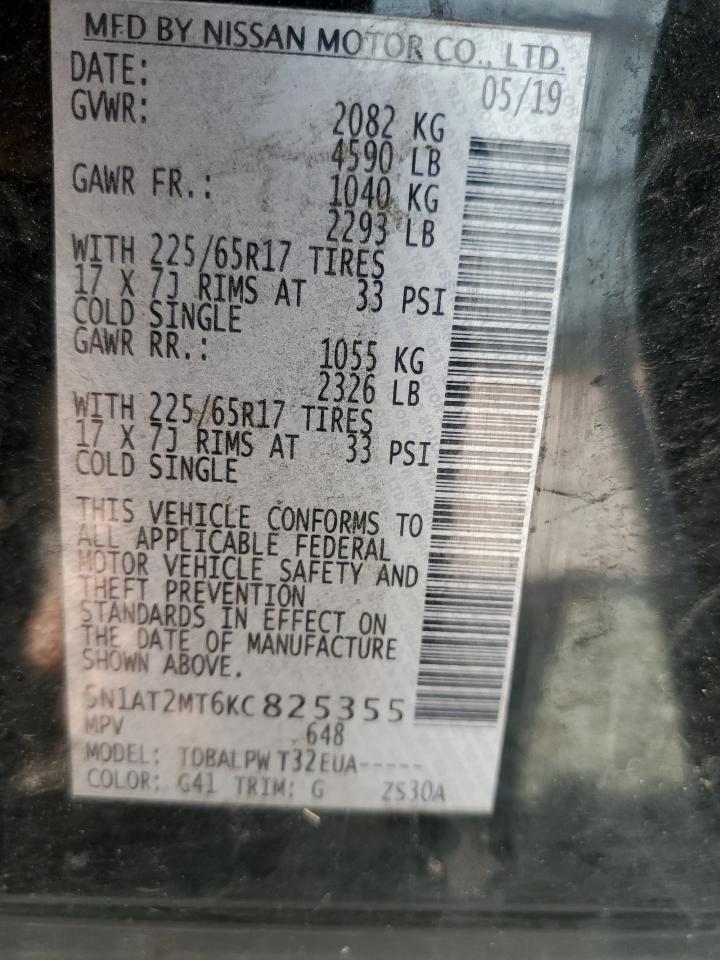 MFD BY NISSAN MOTOR CO., LTD.
DATE: 05/19
GVWR: 2082 KG
4590 LB
GAWR FR.: 1040 KG
2293 LB
WITH 225/65R17 TIRES
17 X 7J RIMS AT 33 PSI
COLD SINGLE
GAWR RR.: 1055 KG
2326 LB
WITH 225/65R17 TIRES
17 X 7J RIMS AT 33 PSI
COLD SINGLE
THIS VEHICLE CONFORMS TO
ALL APPLICABLE FEDERAL
MOTOR VEHICLE SAFETY AND
THEFT PREVENTION
STANDARDS IN EFFECT ON
THE DATE OF MANUFACTURE
SHOWN ABOVE.
5N1AT2MT6KC825355
MPV 648
MODEL: TDBALPW T32EUA-----
COLOR: G41 TRIM: G ZS30A